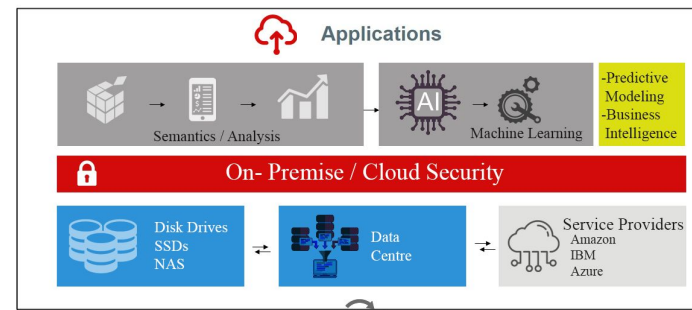 Applications
AI
Semantics / Analysis
Machine Learning
-Predictive
Modeling
-Business
Intelligence
On- Premise / Cloud Security
Disk Drives
SSDs
NAS
Data
Centre
Service Providers
Amazon
IBM
Azure